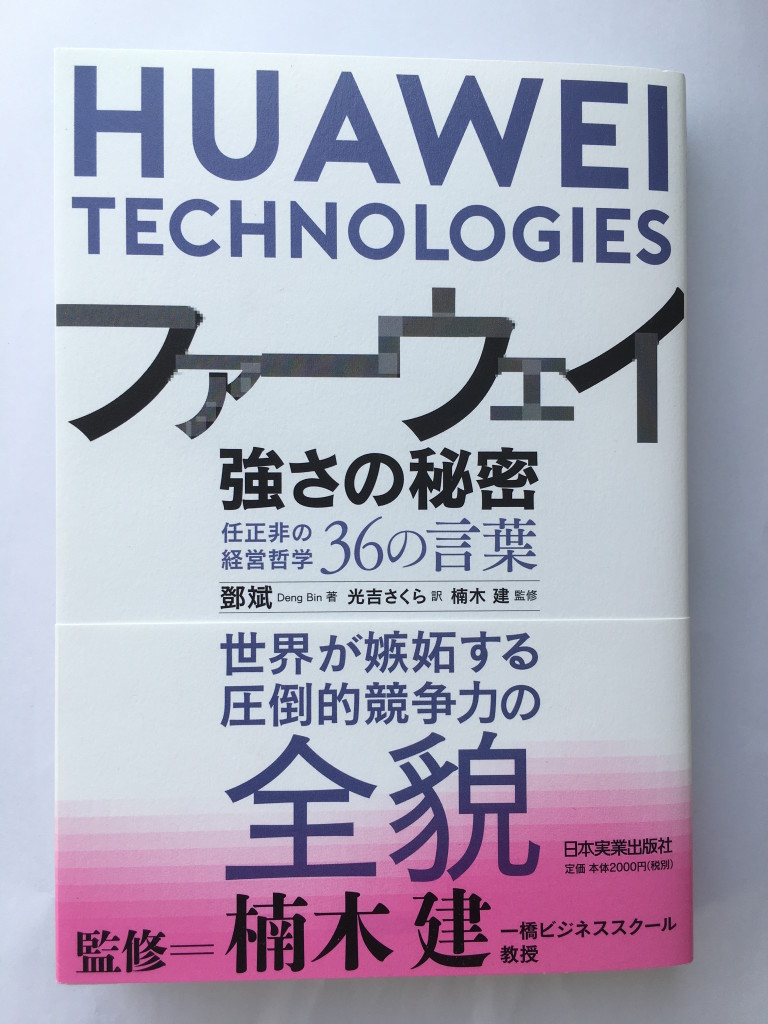 HUAWEI
TECHNOLOGIES
ファーウェイ
強さの秘密
任正非の
経営哲学 36の言葉
鄧斌 Deng Bin 著 光吉さくら 訳 楠木 建 監修
世界が嫉妬する
圧倒的競争力の
全貌
日本実業出版社
定価 本体2000円(税別)
監修=楠木 建 一橋ビジネススクール
教授